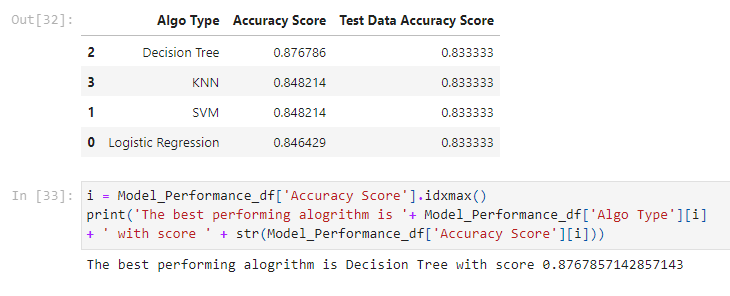 Out[32]:
Algo Type Accuracy Score Test Data Accuracy Score
2 Decision Tree 0.876786 0.833333
3 KNN 0.848214 0.833333
1 SVM 0.848214 0.833333
0 Logistic Regression 0.846429 0.833333
In [33]: i = Model_Performance_df['Accuracy Score'].idxmax()
print('The best performing alogrithm is '+ Model_Performance_df['Algo Type'][i]
+ ' with score ' + str(Model_Performance_df['Accuracy Score'][i]))
The best performing alogrithm is Decision Tree with score 0.8767857142857143